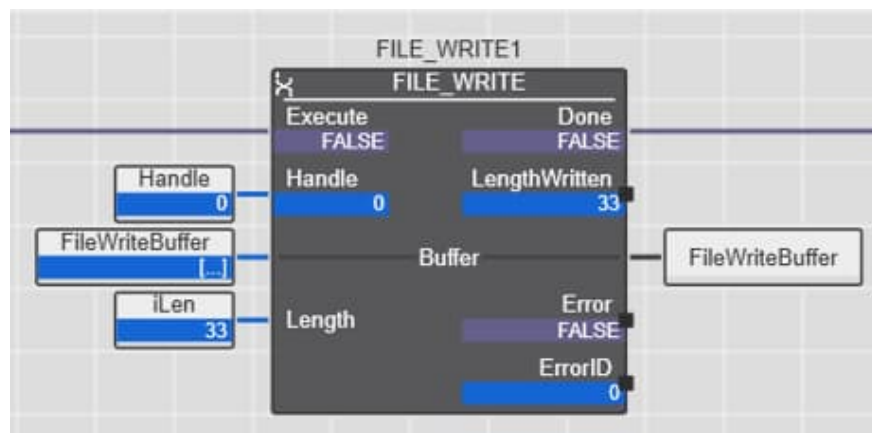 FILE_WRITE1
FILE_WRITE
Execute Done
FALSE FALSE
Handle Handle LengthWritten
0 0 33
FileWriteBuffer Buffer FileWriteBuffer
[...]
iLen Length Error
33 FALSE
ErrorID
0